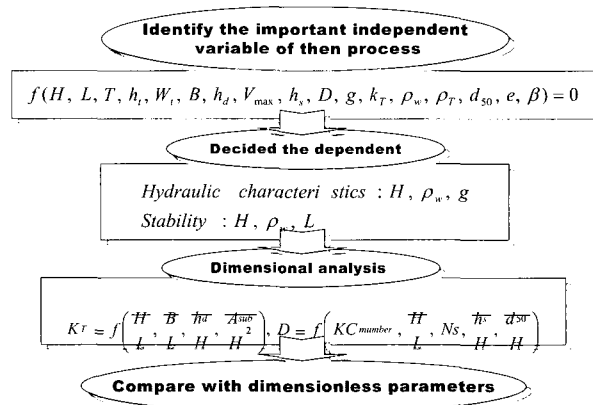 Identify the important independent
variable of then process
f(H, L, T, h_t, W_t, B, h_d, V_max, h_s, D, g, k_T, ρ_w, ρ_T, d_50, e, β) = 0
Decided the dependent
Hydraulic characteri stics : H, ρ_w, g
Stability : H, ρ_w, L
Dimensional analysis
K_T = f(H/L, B/L, h_d/H, A_sub/H^2), D = f(KC_mumber, H/L, Ns, h_s/H, d_50/H)
Compare with dimensionless parameters